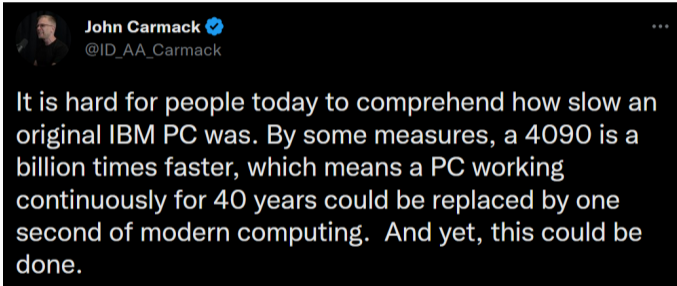 John Carmack
@ID_AA_Carmack
It is hard for people today to comprehend how slow an
original IBM PC was. By some measures, a 4090 is a
billion times faster, which means a PC working
continuously for 40 years could be replaced by one
second of modern computing.  And yet, this could be
done.